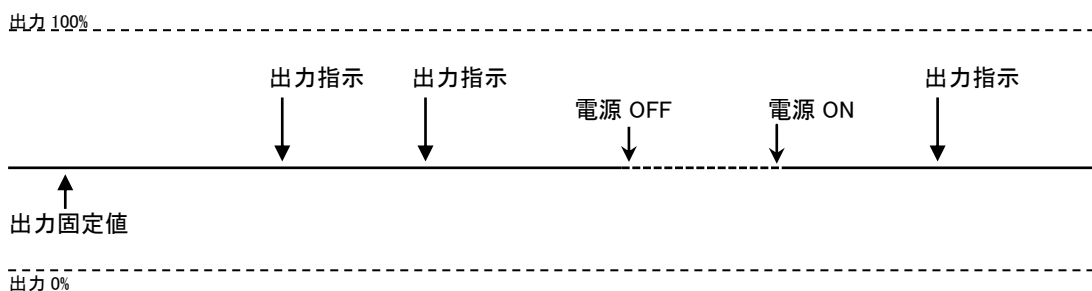 出力 100%
出力指示
出力指示
出力指示
電源 OFF
電源 ON
出力固定値
出力 0%